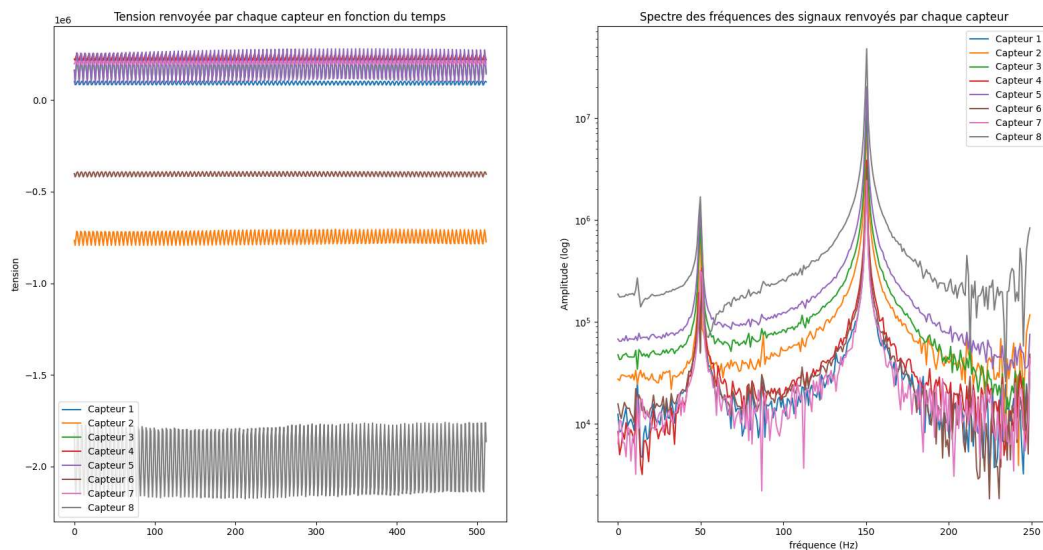 Tension renvoyée par chaque capteur en fonction du temps
1e6
0.0
−0.5
−1.0
−1.5
−2.0
tension
0
100
200
300
400
500
Capteur 1
Capteur 2
Capteur 3
Capteur 4
Capteur 5
Capteur 6
Capteur 7
Capteur 8
Spectre des fréquences des signaux renvoyés par chaque capteur
10⁷
10⁶
10⁵
10⁴
Amplitude (log)
0
50
100
150
200
250
fréquence (Hz)
Capteur 1
Capteur 2
Capteur 3
Capteur 4
Capteur 5
Capteur 6
Capteur 7
Capteur 8